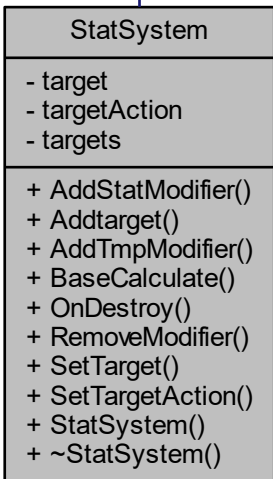 StatSystem
- target
- targetAction
- targets
+ AddStatModifier()
+ Addtarget()
+ AddTmpModifier()
+ BaseCalculate()
+ OnDestroy()
+ RemoveModifier()
+ SetTarget()
+ SetTargetAction()
+ StatSystem()
+ ~StatSystem()